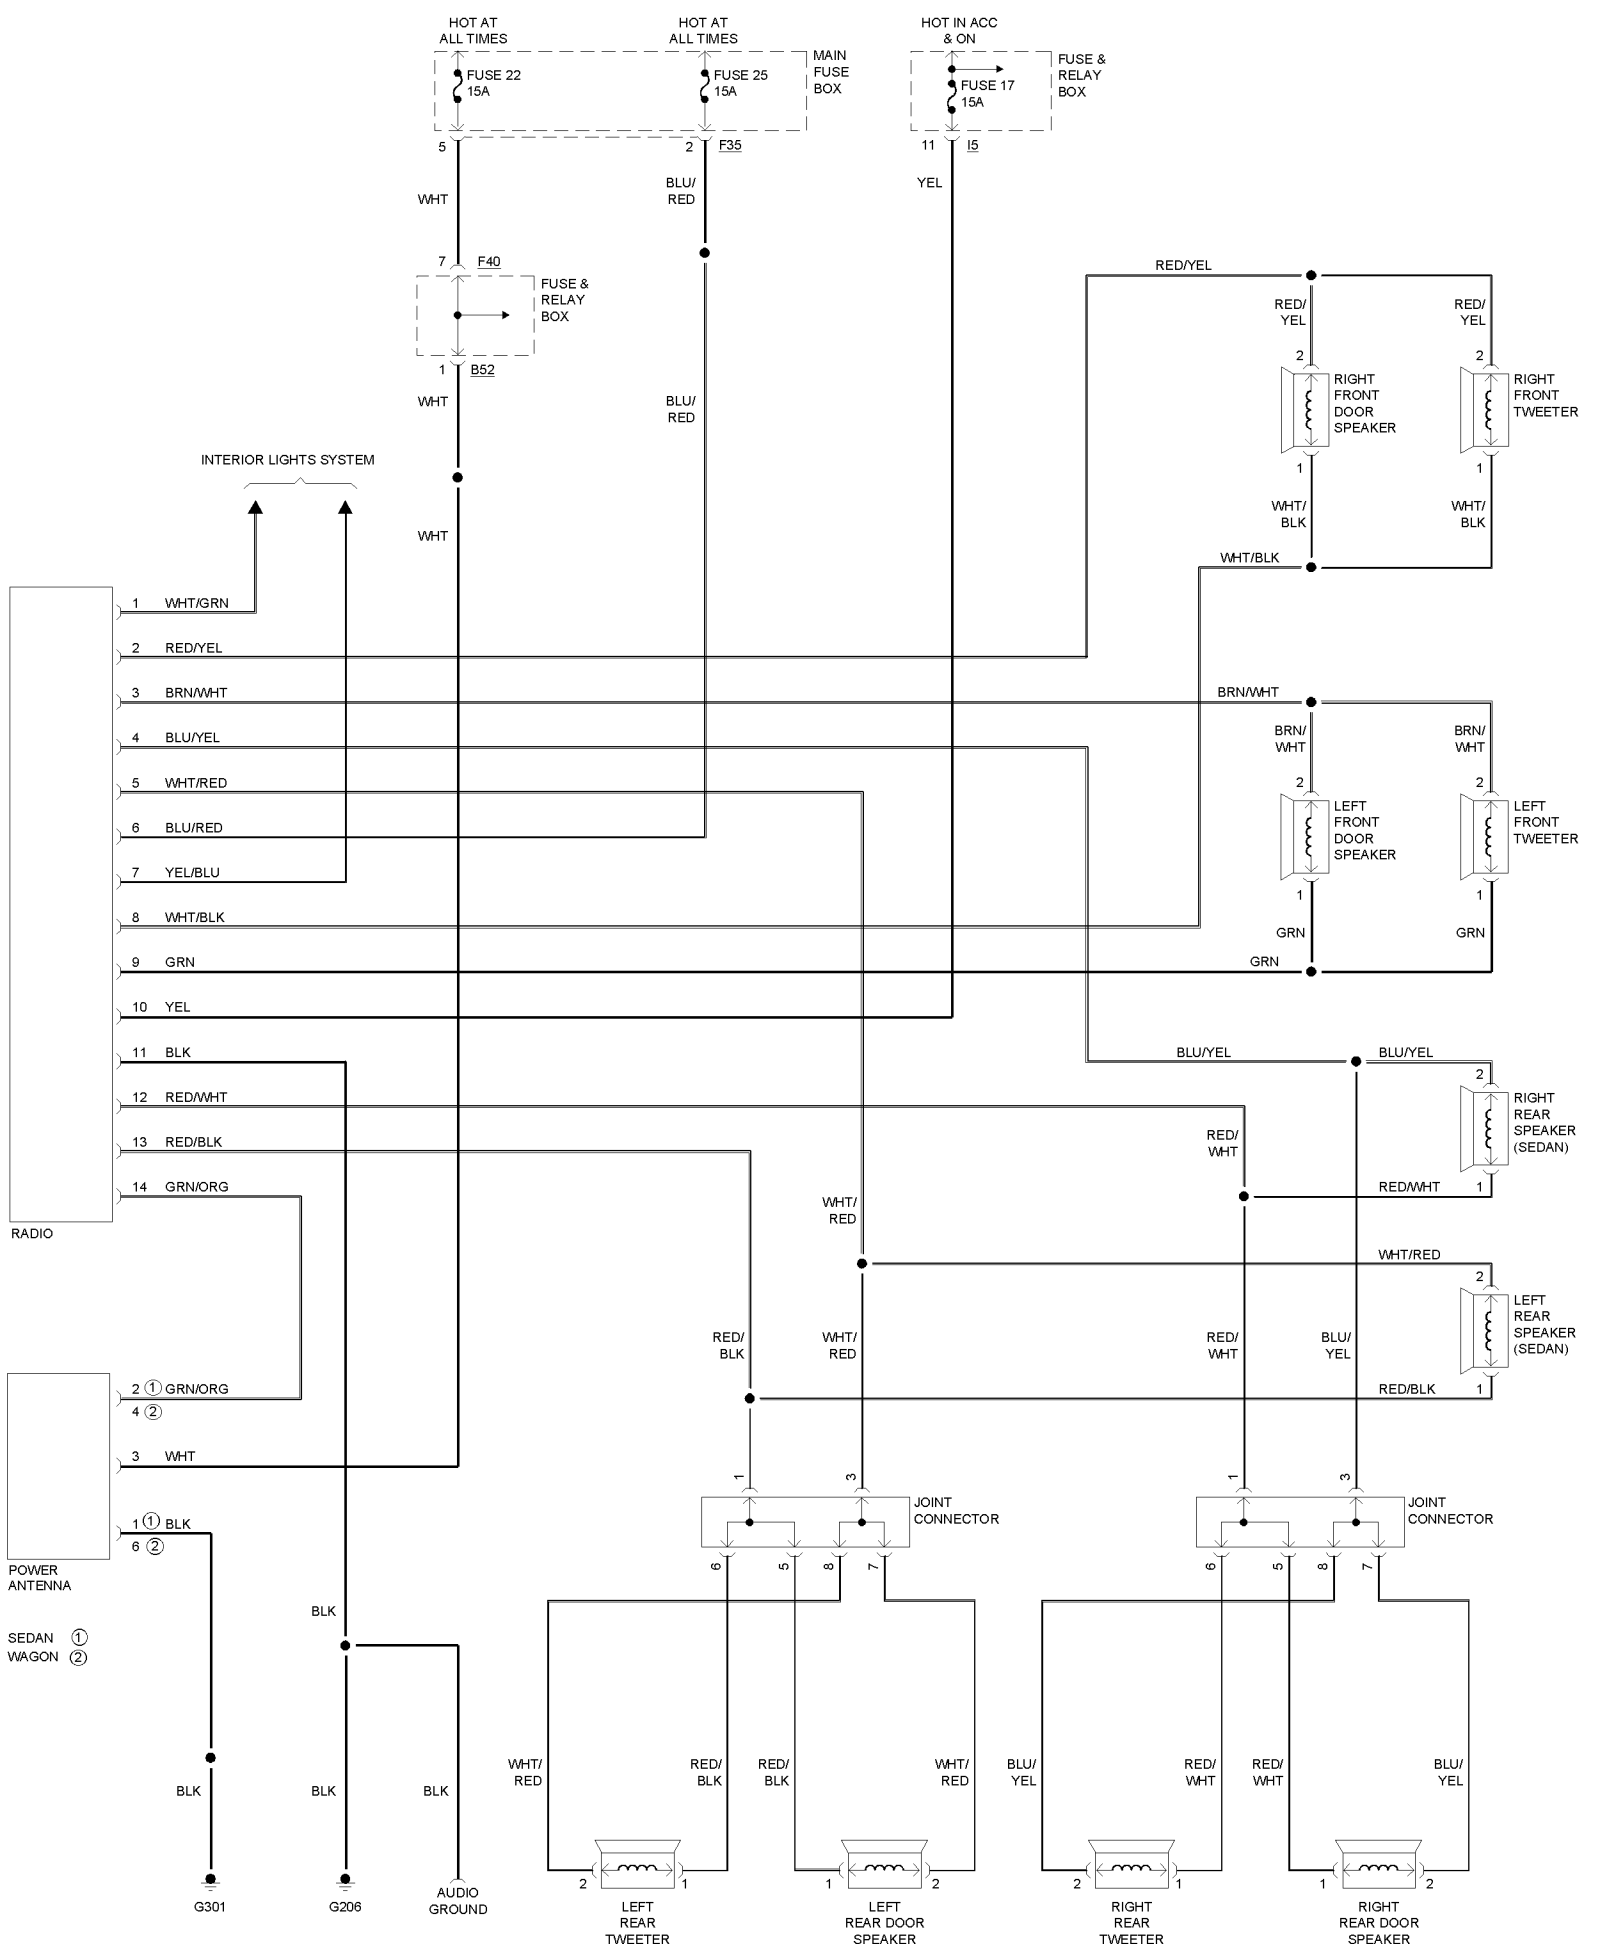 HOT AT
ALL TIMES
HOT AT
ALL TIMES
HOT IN ACC
& ON
FUSE 22
15A
FUSE 25
15A
MAIN
FUSE
BOX
FUSE 17
15A
FUSE &
RELAY
BOX
5
2
F35
11
I5
WHT
BLU/
RED
YEL
7
F40
FUSE &
RELAY
BOX
1
B52
WHT
BLU/
RED
RED/YEL
RED/
YEL
RED/
YEL
2
2
RIGHT
FRONT
DOOR
SPEAKER
RIGHT
FRONT
TWEETER
1
1
WHT/
BLK
WHT/
BLK
WHT/BLK
INTERIOR LIGHTS SYSTEM
WHT
1 WHT/GRN
2 RED/YEL
3 BRN/WHT
4 BLU/YEL
5 WHT/RED
6 BLU/RED
7 YEL/BLU
8 WHT/BLK
9 GRN
10 YEL
11 BLK
12 RED/WHT
13 RED/BLK
14 GRN/ORG
RADIO
BRN/WHT
BRN/
WHT
BRN/
WHT
2
2
LEFT
FRONT
DOOR
SPEAKER
LEFT
FRONT
TWEETER
1
1
GRN
GRN
GRN
BLU/YEL
BLU/YEL
2
RIGHT
REAR
SPEAKER
(SEDAN)
RED/
WHT
RED/WHT
1
WHT/
RED
WHT/RED
2
LEFT
REAR
SPEAKER
(SEDAN)
RED/
BLK
WHT/
RED
RED/
WHT
BLU/
YEL
RED/BLK
1
2 ① GRN/ORG
4 ②
3 WHT
1 ① BLK
6 ②
POWER
ANTENNA
SEDAN ①
WAGON ②
1
3
JOINT
CONNECTOR
6
5
8
7
1
3
JOINT
CONNECTOR
6
5
8
7
BLK
BLK
BLK
BLK
WHT/
RED
RED/
BLK
RED/
BLK
WHT/
RED
BLU/
YEL
RED/
WHT
RED/
WHT
BLU/
YEL
G301
G206
AUDIO
GROUND
2
1
LEFT
REAR
TWEETER
1
2
LEFT
REAR DOOR
SPEAKER
2
1
RIGHT
REAR
TWEETER
1
2
RIGHT
REAR DOOR
SPEAKER